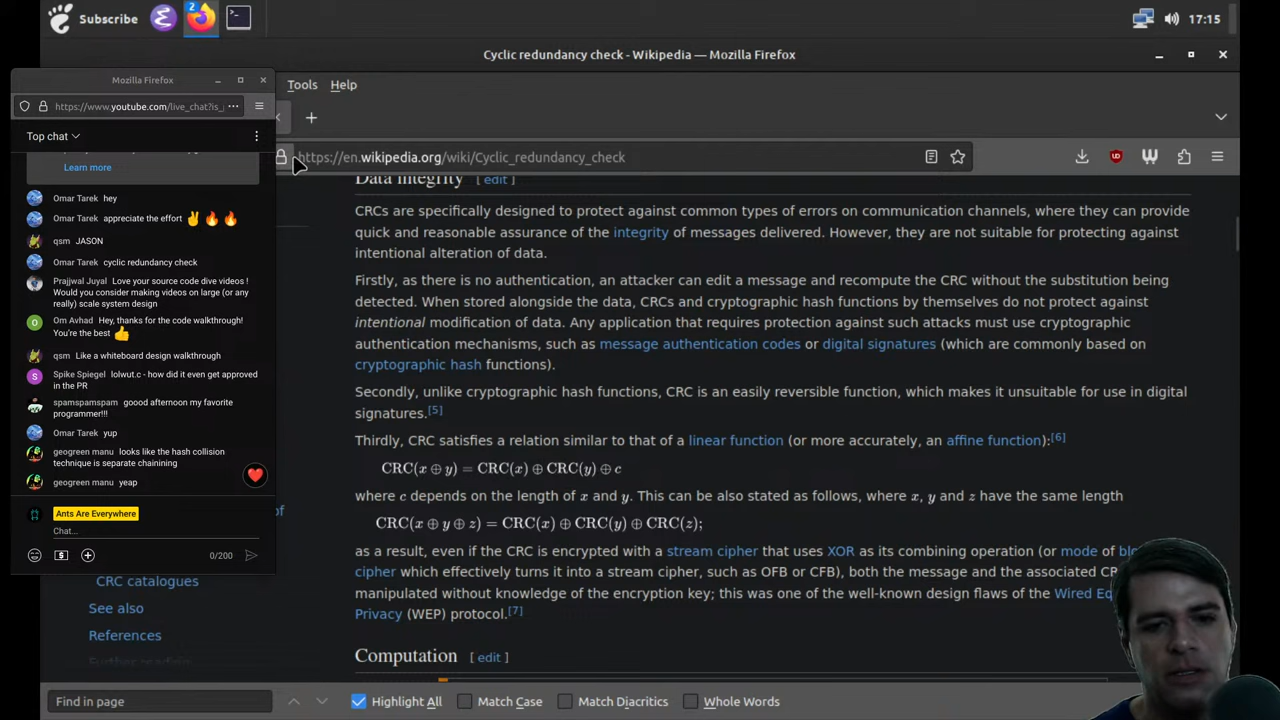 Subscribe
2
17:15
Cyclic redundancy check - Wikipedia — Mozilla Firefox
Mozilla Firefox
Tools Help
https://www.youtube.com/live_chat?is_
Top chat
https://en.wikipedia.org/wiki/Cyclic_redundancy_check
Learn more
Omar Tarek hey
Omar Tarek appreciate the effort ✌🔥🔥
qsm JASON
Omar Tarek cyclic redundancy check
Prajjwal Juyal Love your source code dive videos !
Would you consider making videos on large (or any
really) scale system design
O
Om Avhad Hey, thanks for the code walkthrough!
You're the best 👍
qsm Like a whiteboard design walkthrough
S
Spike Spiegel lolwut.c - how did it even get approved
in the PR
spamspamspam goood afternoon my favorite
programmer!!!
Omar Tarek yup
geogreen manu looks like the hash collision
technique is separate chainining
geogreen manu yeap
Ants Are Everywhere
Chat...
0/200
of
CRC catalogues
See also
References
Further reading
Data integrity [ edit ]
CRCs are specifically designed to protect against common types of errors on communication channels, where they can provide
quick and reasonable assurance of the integrity of messages delivered. However, they are not suitable for protecting against
intentional alteration of data.
Firstly, as there is no authentication, an attacker can edit a message and recompute the CRC without the substitution being
detected. When stored alongside the data, CRCs and cryptographic hash functions by themselves do not protect against
intentional modification of data. Any application that requires protection against such attacks must use cryptographic
authentication mechanisms, such as message authentication codes or digital signatures (which are commonly based on
cryptographic hash functions).
Secondly, unlike cryptographic hash functions, CRC is an easily reversible function, which makes it unsuitable for use in digital
signatures.[5]
Thirdly, CRC satisfies a relation similar to that of a linear function (or more accurately, an affine function):[6]
CRC(x ⊕ y) = CRC(x) ⊕ CRC(y) ⊕ c
where c depends on the length of x and y. This can be also stated as follows, where x, y and z have the same length
CRC(x ⊕ y ⊕ z) = CRC(x) ⊕ CRC(y) ⊕ CRC(z);
as a result, even if the CRC is encrypted with a stream cipher that uses XOR as its combining operation (or mode of
cipher which effectively turns it into a stream cipher, such as OFB or CFB), both the message and the associated
manipulated without knowledge of the encryption key; this was one of the well-known design flaws of the Wired
Privacy (WEP) protocol.[7]
Computation [ edit ]
Find in page
Highlight All Match Case Match Diacritics Whole Words